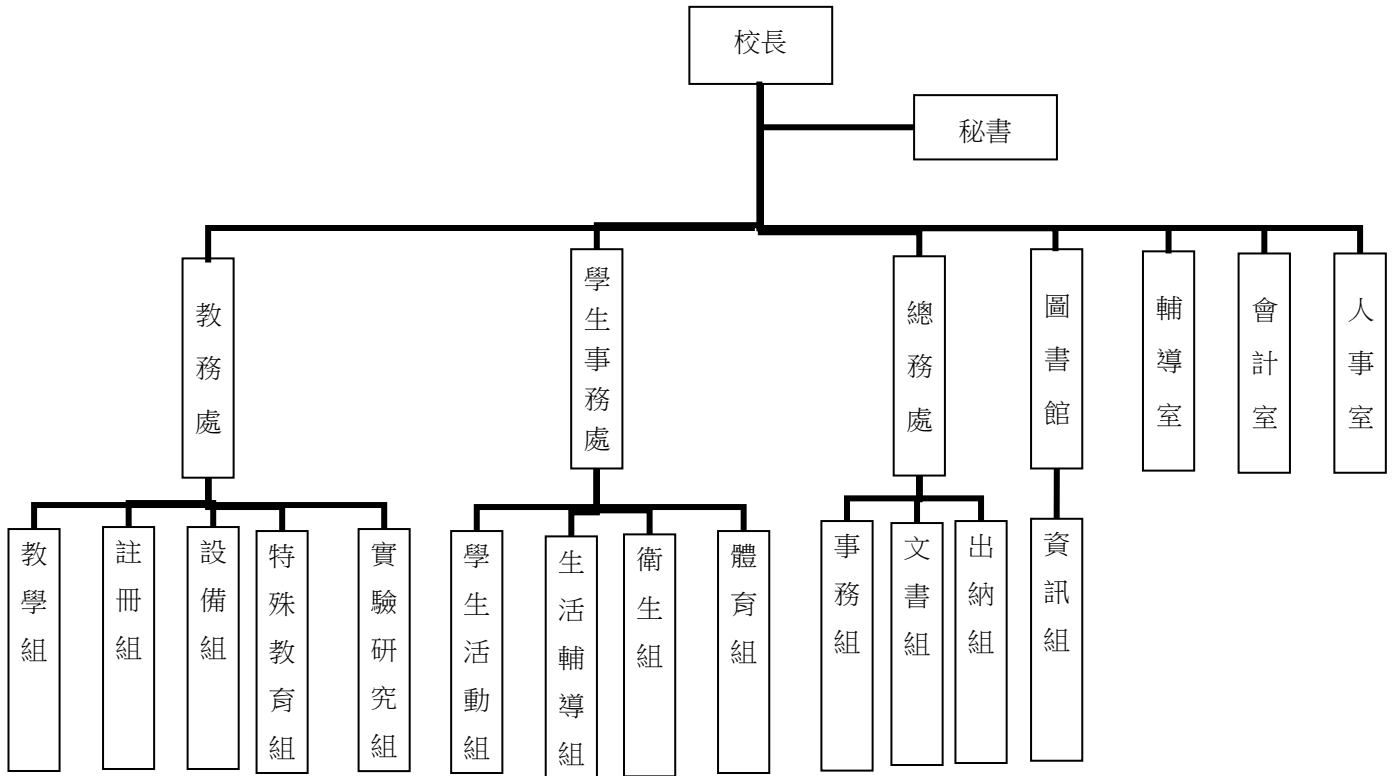 校長
秘書
教務處
學生事務處
總務處
圖書館
輔導室
會計室
人事室
教學組
註冊組
設備組
特殊教育組
實驗研究組
學生活動組
生活輔導組
衛生組
體育組
事務組
文書組
出納組
資訊組